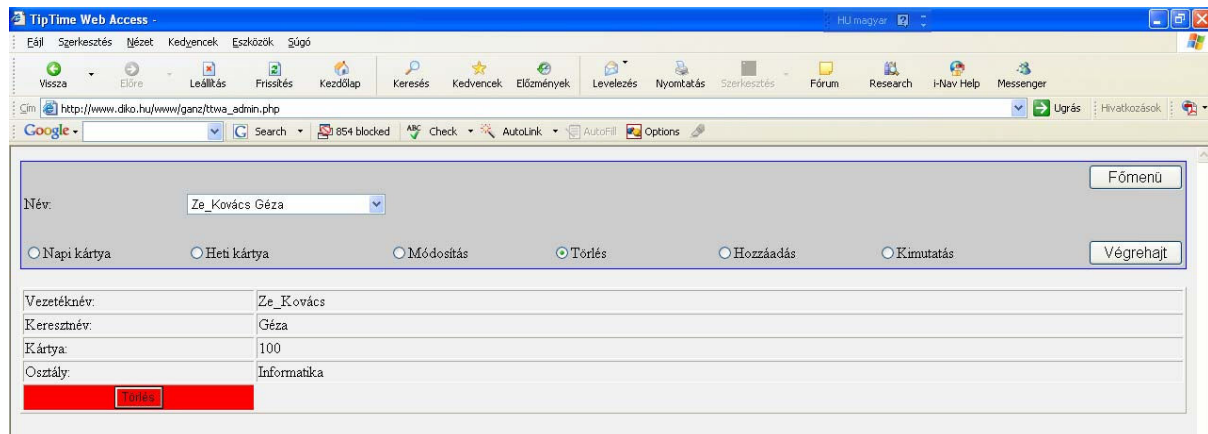 TipTime Web Access -
HU magyar
Fájl Szerkesztés Nézet Kedvencek Eszközök Súgó
Vissza Előre Leállítás Frissítés Kezdőlap Keresés Kedvencek Előzmények Levelezés Nyomtatás Szerkesztés Fórum Research i-Nav Help Messenger
Cím http://www.diko.hu/www/ganz/ttwa_admin.php Ugrás Hivatkozások
Google Search 854 blocked ABC Check AutoLink AutoFill Options
Főmenü
Név: Ze_Kovács Géza
Napi kártya Heti kártya Módosítás Törlés Hozzáadás Kimutatás Végrehajt
Vezetéknév: Ze_Kovács
Keresztnév: Géza
Kártya: 100
Osztály: Informatika
Törlés